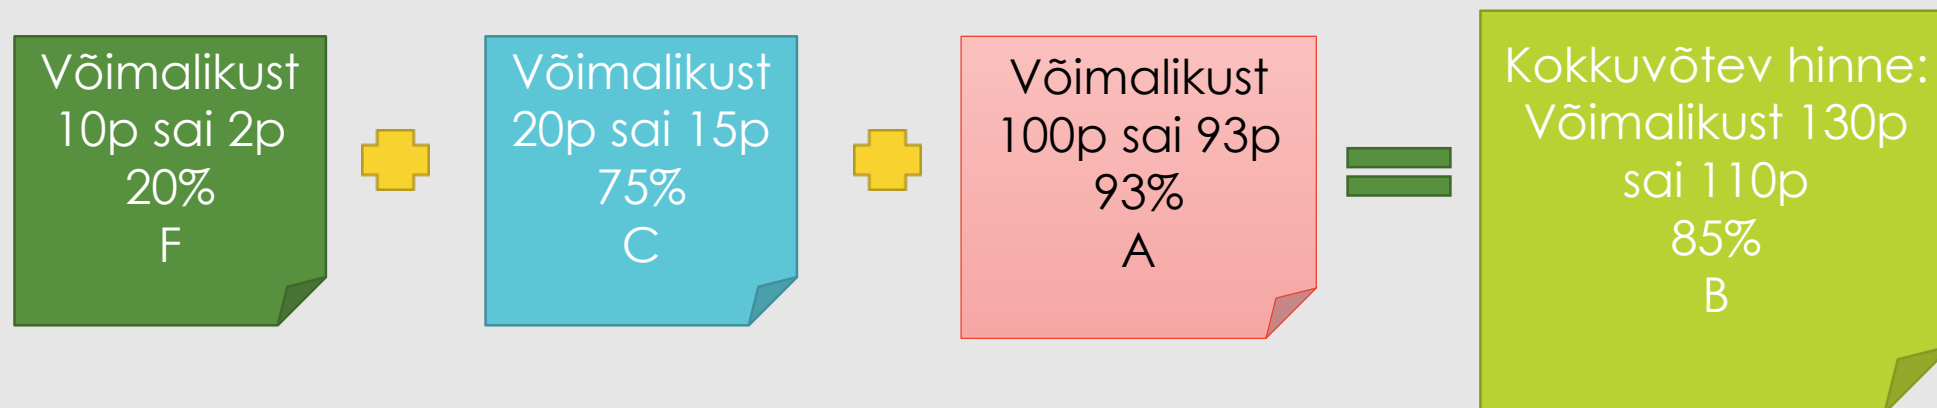 Võimalikust
10p sai 2p
20%
F
Võimalikust
20p sai 15p
75%
C
Võimalikust
100p sai 93p
93%
A
Kokkuvõtev hinne:
Võimalikust 130p
sai 110p
85%
B